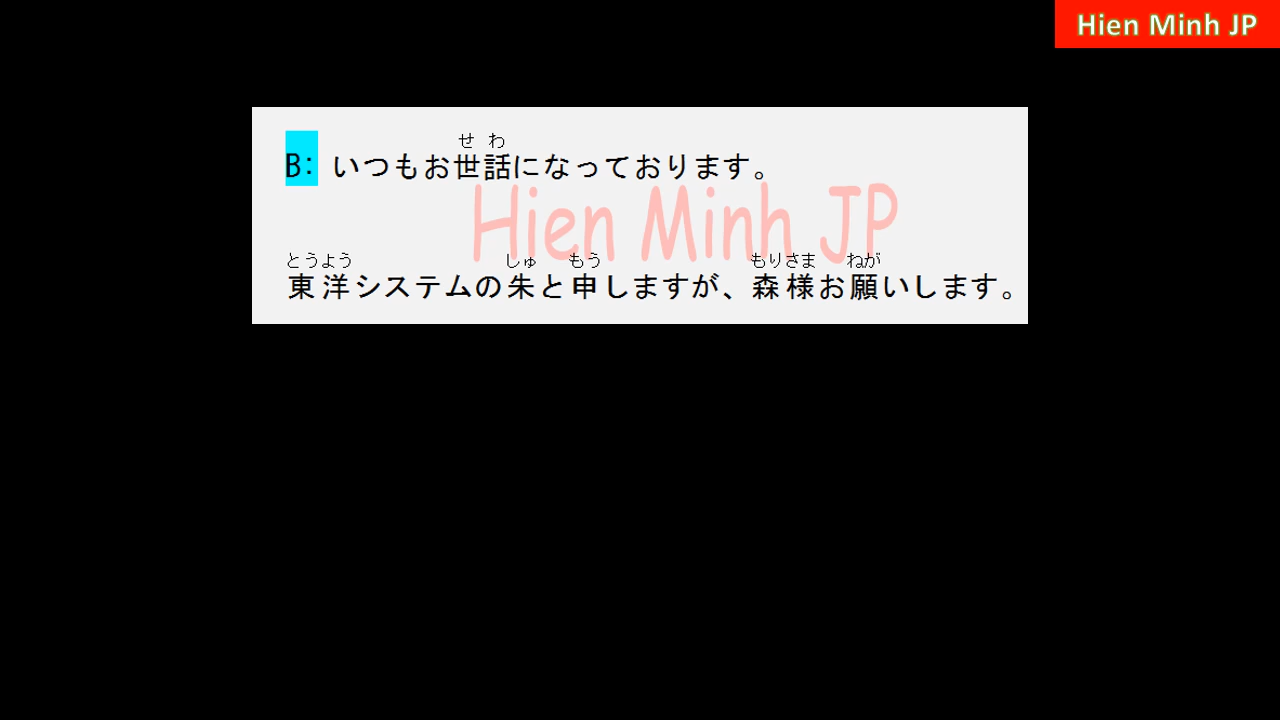 Hien Minh JP
せ わ
B: いつもお世話になっております。
Hien Minh JP
とうよう しゅ もう もりさま ねが
東洋システムの朱と申しますが、森様お願いします。